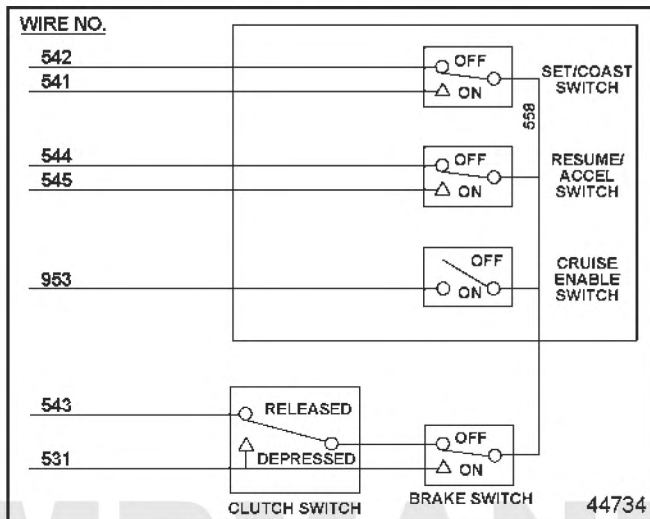 WIRE NO.
542
541
OFF
ON
SET/COAST
SWITCH
558
544
545
OFF
ON
RESUME/
ACCEL
SWITCH
953
OFF
ON
CRUISE
ENABLE
SWITCH
543
531
RELEASED
DEPRESSED
CLUTCH SWITCH
OFF
ON
BRAKE SWITCH
44734